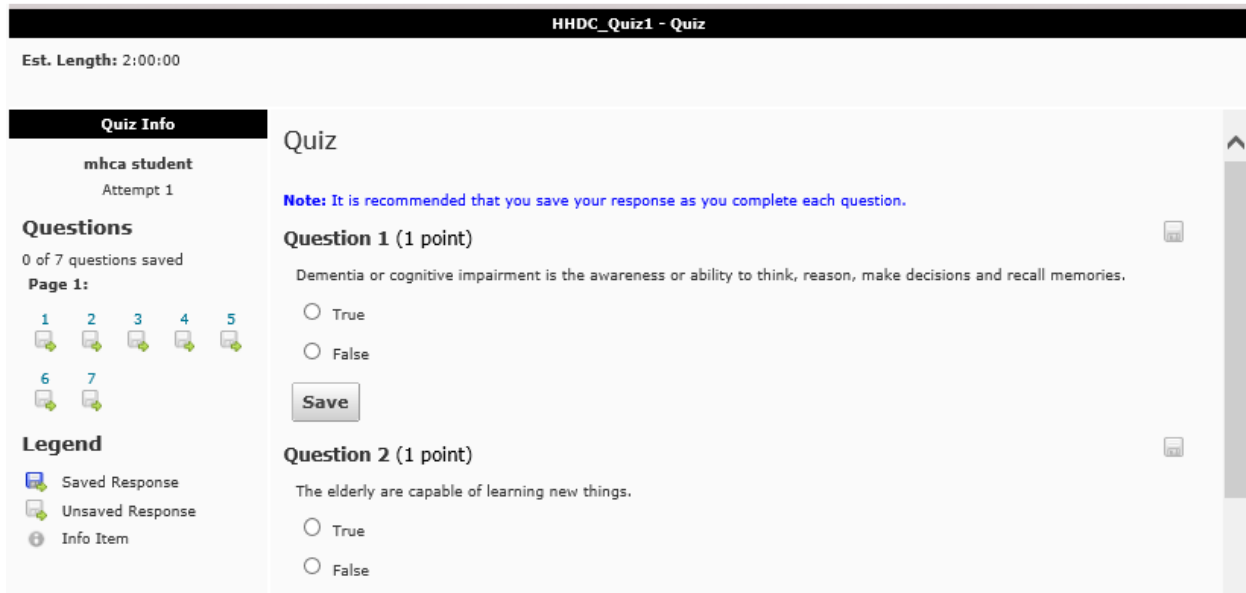 HHDC_Quiz1 - Quiz
Est. Length: 2:00:00
Quiz Info
mhca student
Attempt 1
Questions
0 of 7 questions saved
Page 1:
1 2 3 4 5
6 7
Legend
Saved Response
Unsaved Response
Info Item
Quiz
Note: It is recommended that you save your response as you complete each question.
Question 1 (1 point)
Dementia or cognitive impairment is the awareness or ability to think, reason, make decisions and recall memories.
True
False
Save
Question 2 (1 point)
The elderly are capable of learning new things.
True
False